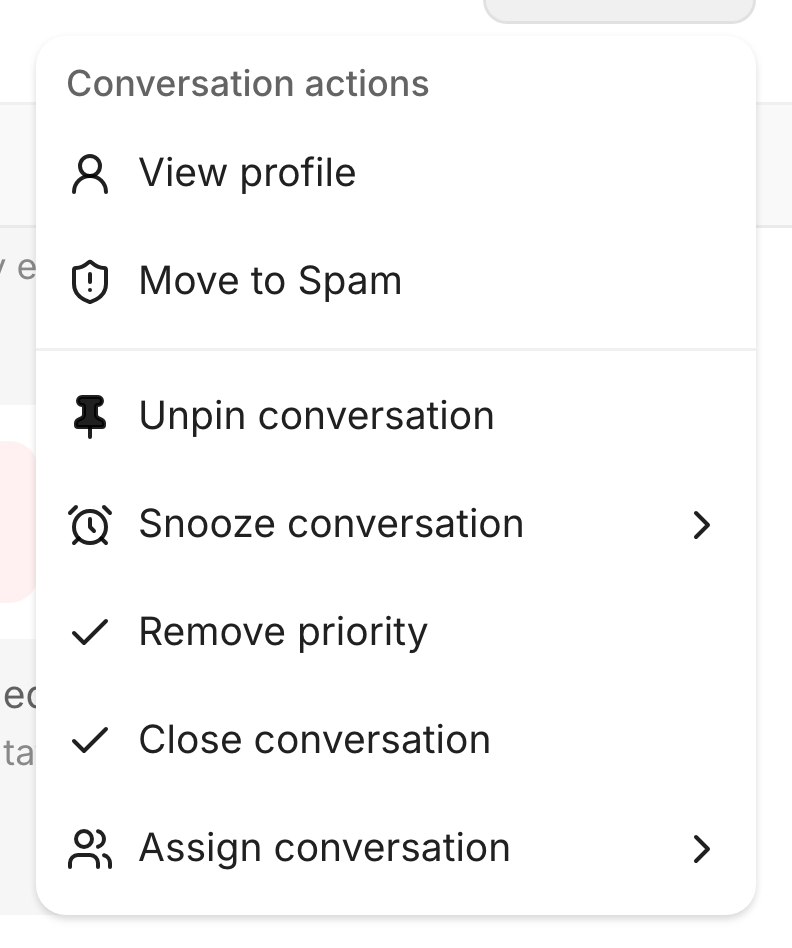 Conversation actions
View profile
Move to Spam
Unpin conversation
Snooze conversation
Remove priority
Close conversation
Assign conversation